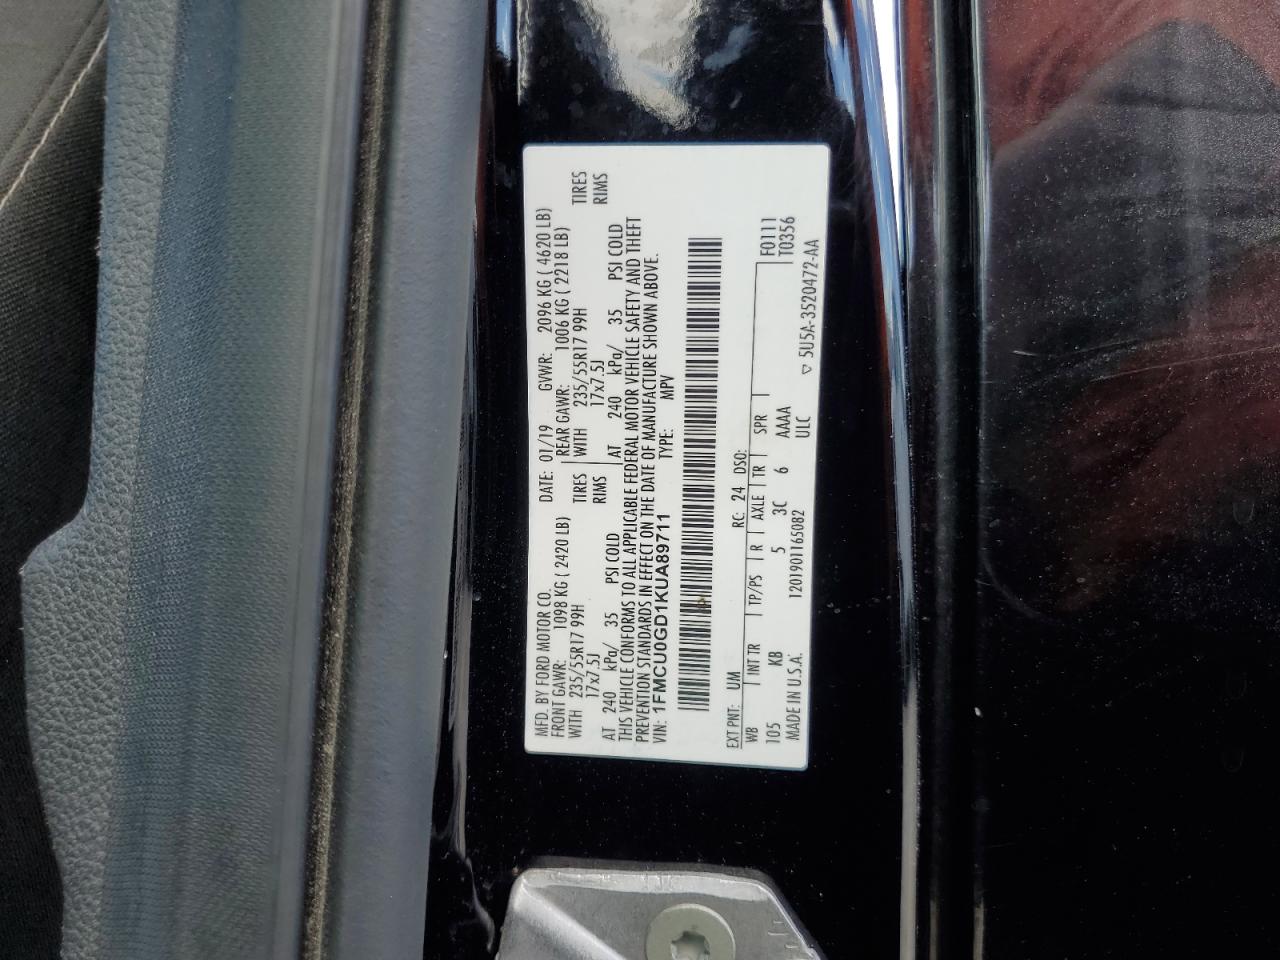 MFD. BY FORD MOTOR CO. DATE: 01/19 GVWR: 2096 KG ( 4620 LB)
FRONT GAWR: 1098 KG ( 2420 LB) REAR GAWR: 1006 KG ( 2218 LB)
WITH 235/55R17 99H TIRES WITH 235/55R17 99H TIRES
17x7.5J RIMS 17x7.5J RIMS
AT 240 kPa/ 35 PSI COLD AT 240 kPa/ 35 PSI COLD
THIS VEHICLE CONFORMS TO ALL APPLICABLE FEDERAL MOTOR VEHICLE SAFETY AND THEFT
PREVENTION STANDARDS IN EFFECT ON THE DATE OF MANUFACTURE SHOWN ABOVE.
VIN: 1FMCU0GD1KUA89711 TYPE: MPV
EXT PNT: UM RC: 24 DSO: F0111
WB INT TR TP/PS R AXLE TR SPR T0356
105 KB 5 3C 6 AAAA
MADE IN U.S.A. 1201901165082 ULC ▽ 5U5A-3520472-AA